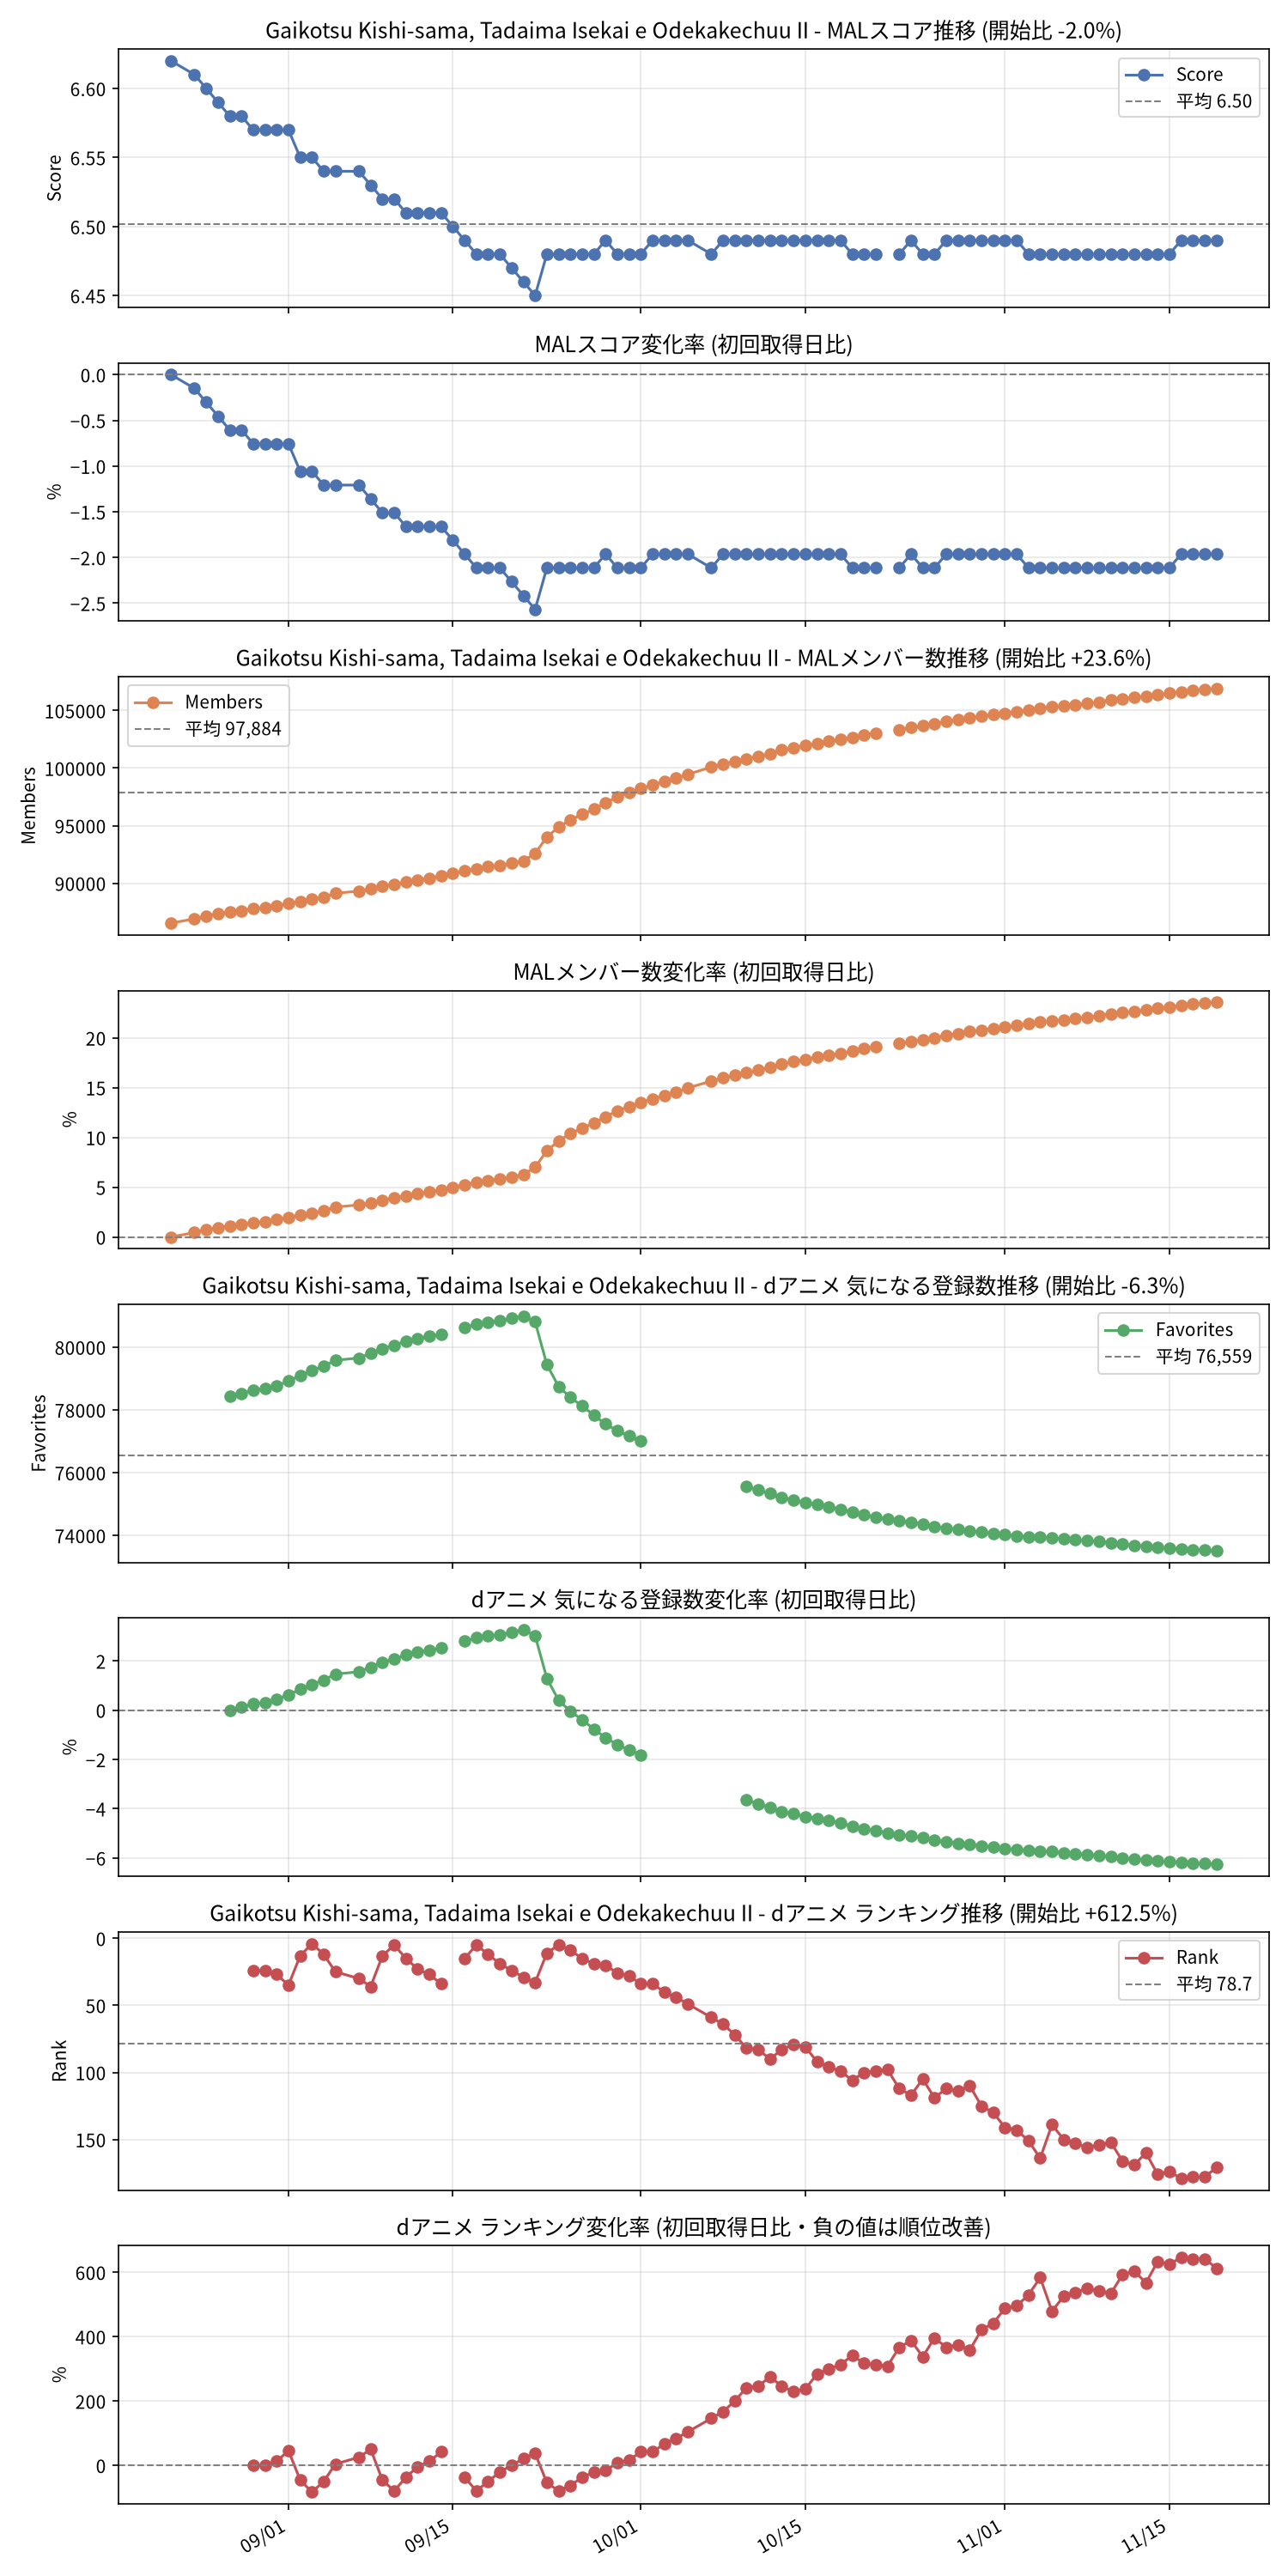 Gaikotsu Kishi-sama, Tadaima Isekai e Odekakechuu II - MALスコア推移 (開始比 -2.0%)
Score
平均 6.50
Score
6.60
6.55
6.50
6.45
MALスコア変化率 (初回取得日比)
%
0.0
−0.5
−1.0
−1.5
−2.0
−2.5
Gaikotsu Kishi-sama, Tadaima Isekai e Odekakechuu II - MALメンバー数推移 (開始比 +23.6%)
Members
平均 97,884
Members
105000
100000
95000
90000
MALメンバー数変化率 (初回取得日比)
%
20
15
10
5
0
Gaikotsu Kishi-sama, Tadaima Isekai e Odekakechuu II - dアニメ 気になる登録数推移 (開始比 -6.3%)
Favorites
平均 76,559
Favorites
80000
78000
76000
74000
dアニメ 気になる登録数変化率 (初回取得日比)
%
2
0
−2
−4
−6
Gaikotsu Kishi-sama, Tadaima Isekai e Odekakechuu II - dアニメ ランキング推移 (開始比 +612.5%)
Rank
平均 78.7
Rank
0
50
100
150
dアニメ ランキング変化率 (初回取得日比・負の値は順位改善)
%
600
400
200
0
09/01
09/15
10/01
10/15
11/01
11/15